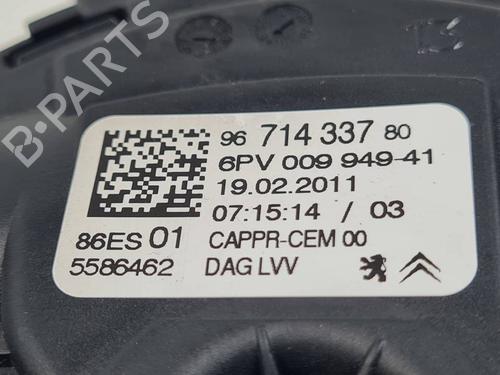 13
96 714 337 80
6PV 009 949-41
19.02.2011
07:15:14 / 03
86ES 01 CAPPR-CEM 00
5586462 DAG LVV
B-PARTS